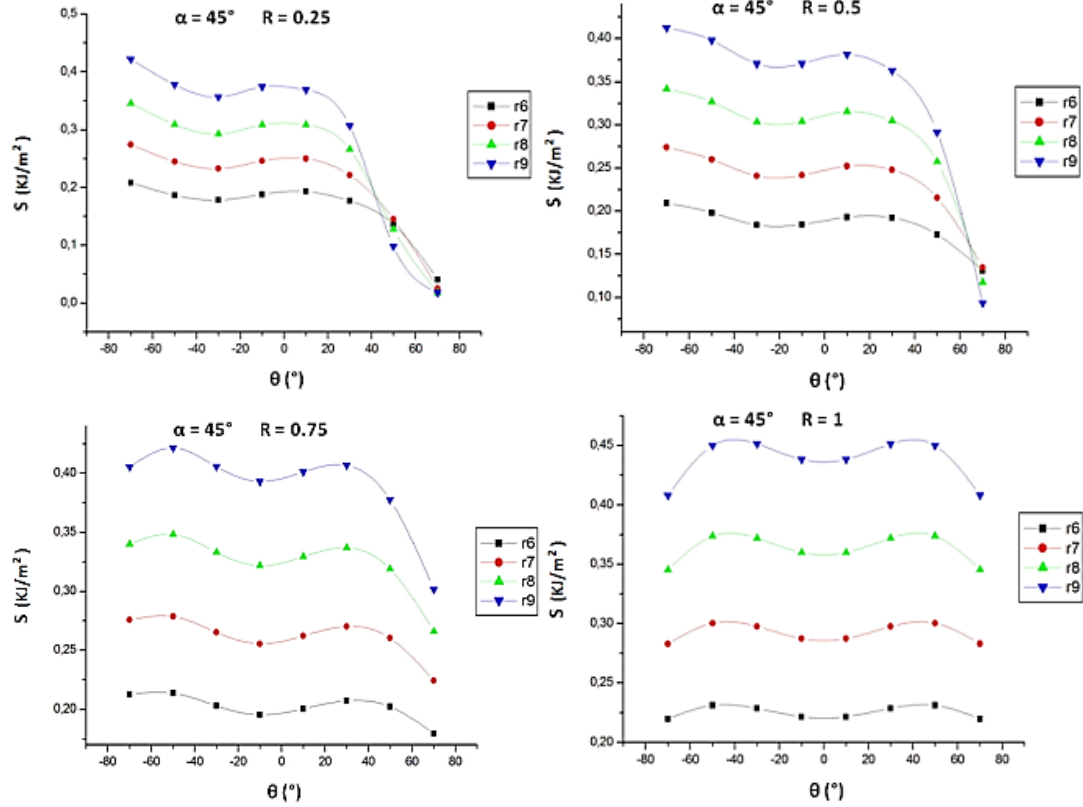 α = 45° R = 0.25
0,5
0,4
0,3
0,2
0,1
0,0
S (KJ/m²)
-80 -60 -40 -20 0 20 40 60 80
θ (°)
r6
r7
r8
r9
α = 45° R = 0.5
0,40
0,35
0,30
0,25
0,20
0,15
0,10
S (KJ/m²)
-80 -60 -40 -20 0 20 40 60 80
θ (°)
r6
r7
r8
r9
α = 45° R = 0.75
0,40
0,35
0,30
0,25
0,20
S (KJ/m²)
-80 -60 -40 -20 0 20 40 60 80
θ (°)
r6
r7
r8
r9
α = 45° R = 1
0,45
0,40
0,35
0,30
0,25
0,20
S (KJ/m²)
-80 -60 -40 -20 0 20 40 60 80
θ (°)
r6
r7
r8
r9